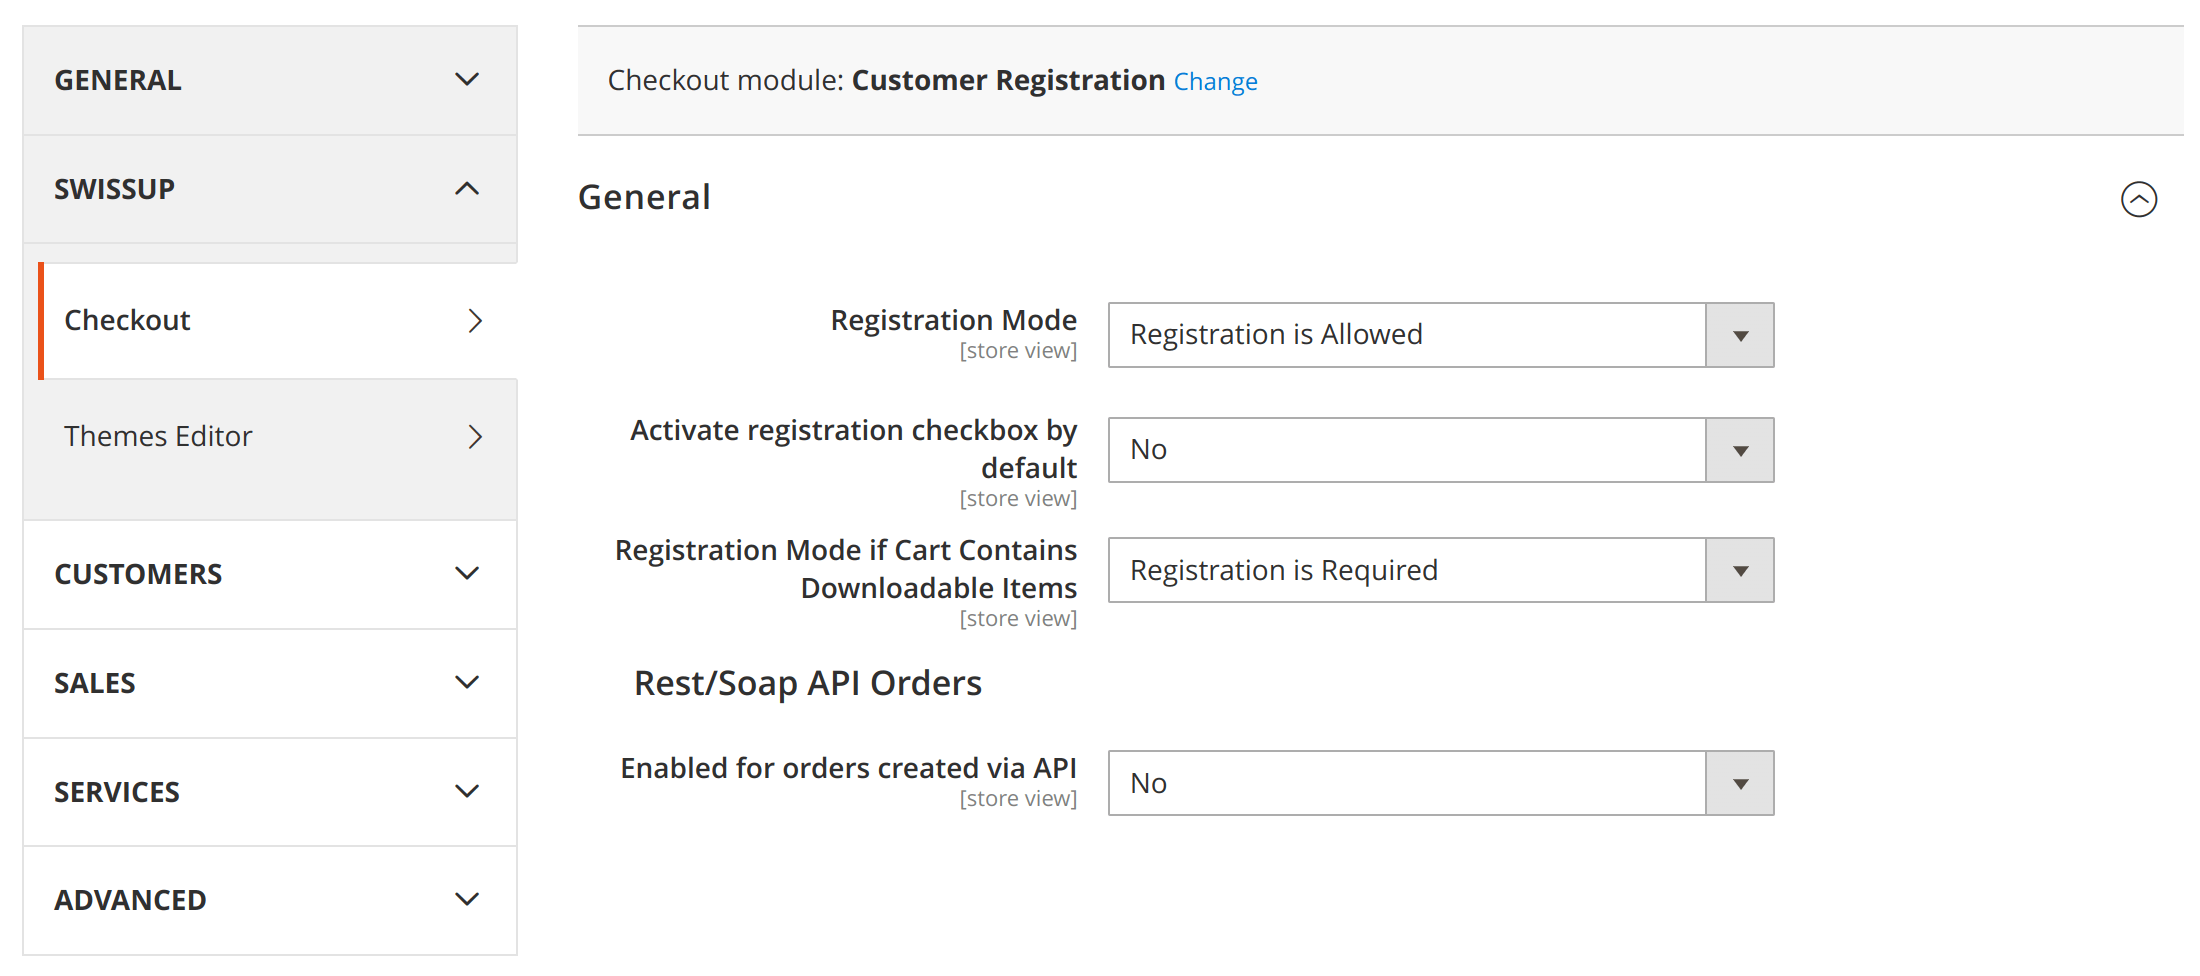 GENERAL
SWISSUP
Checkout
Themes Editor
CUSTOMERS
SALES
SERVICES
ADVANCED
Checkout module: Customer Registration Change
General
Registration Mode
[store view]
Registration is Allowed
Activate registration checkbox by
default
[store view]
No
Registration Mode if Cart Contains
Downloadable Items
[store view]
Registration is Required
Rest/Soap API Orders
Enabled for orders created via API
[store view]
No